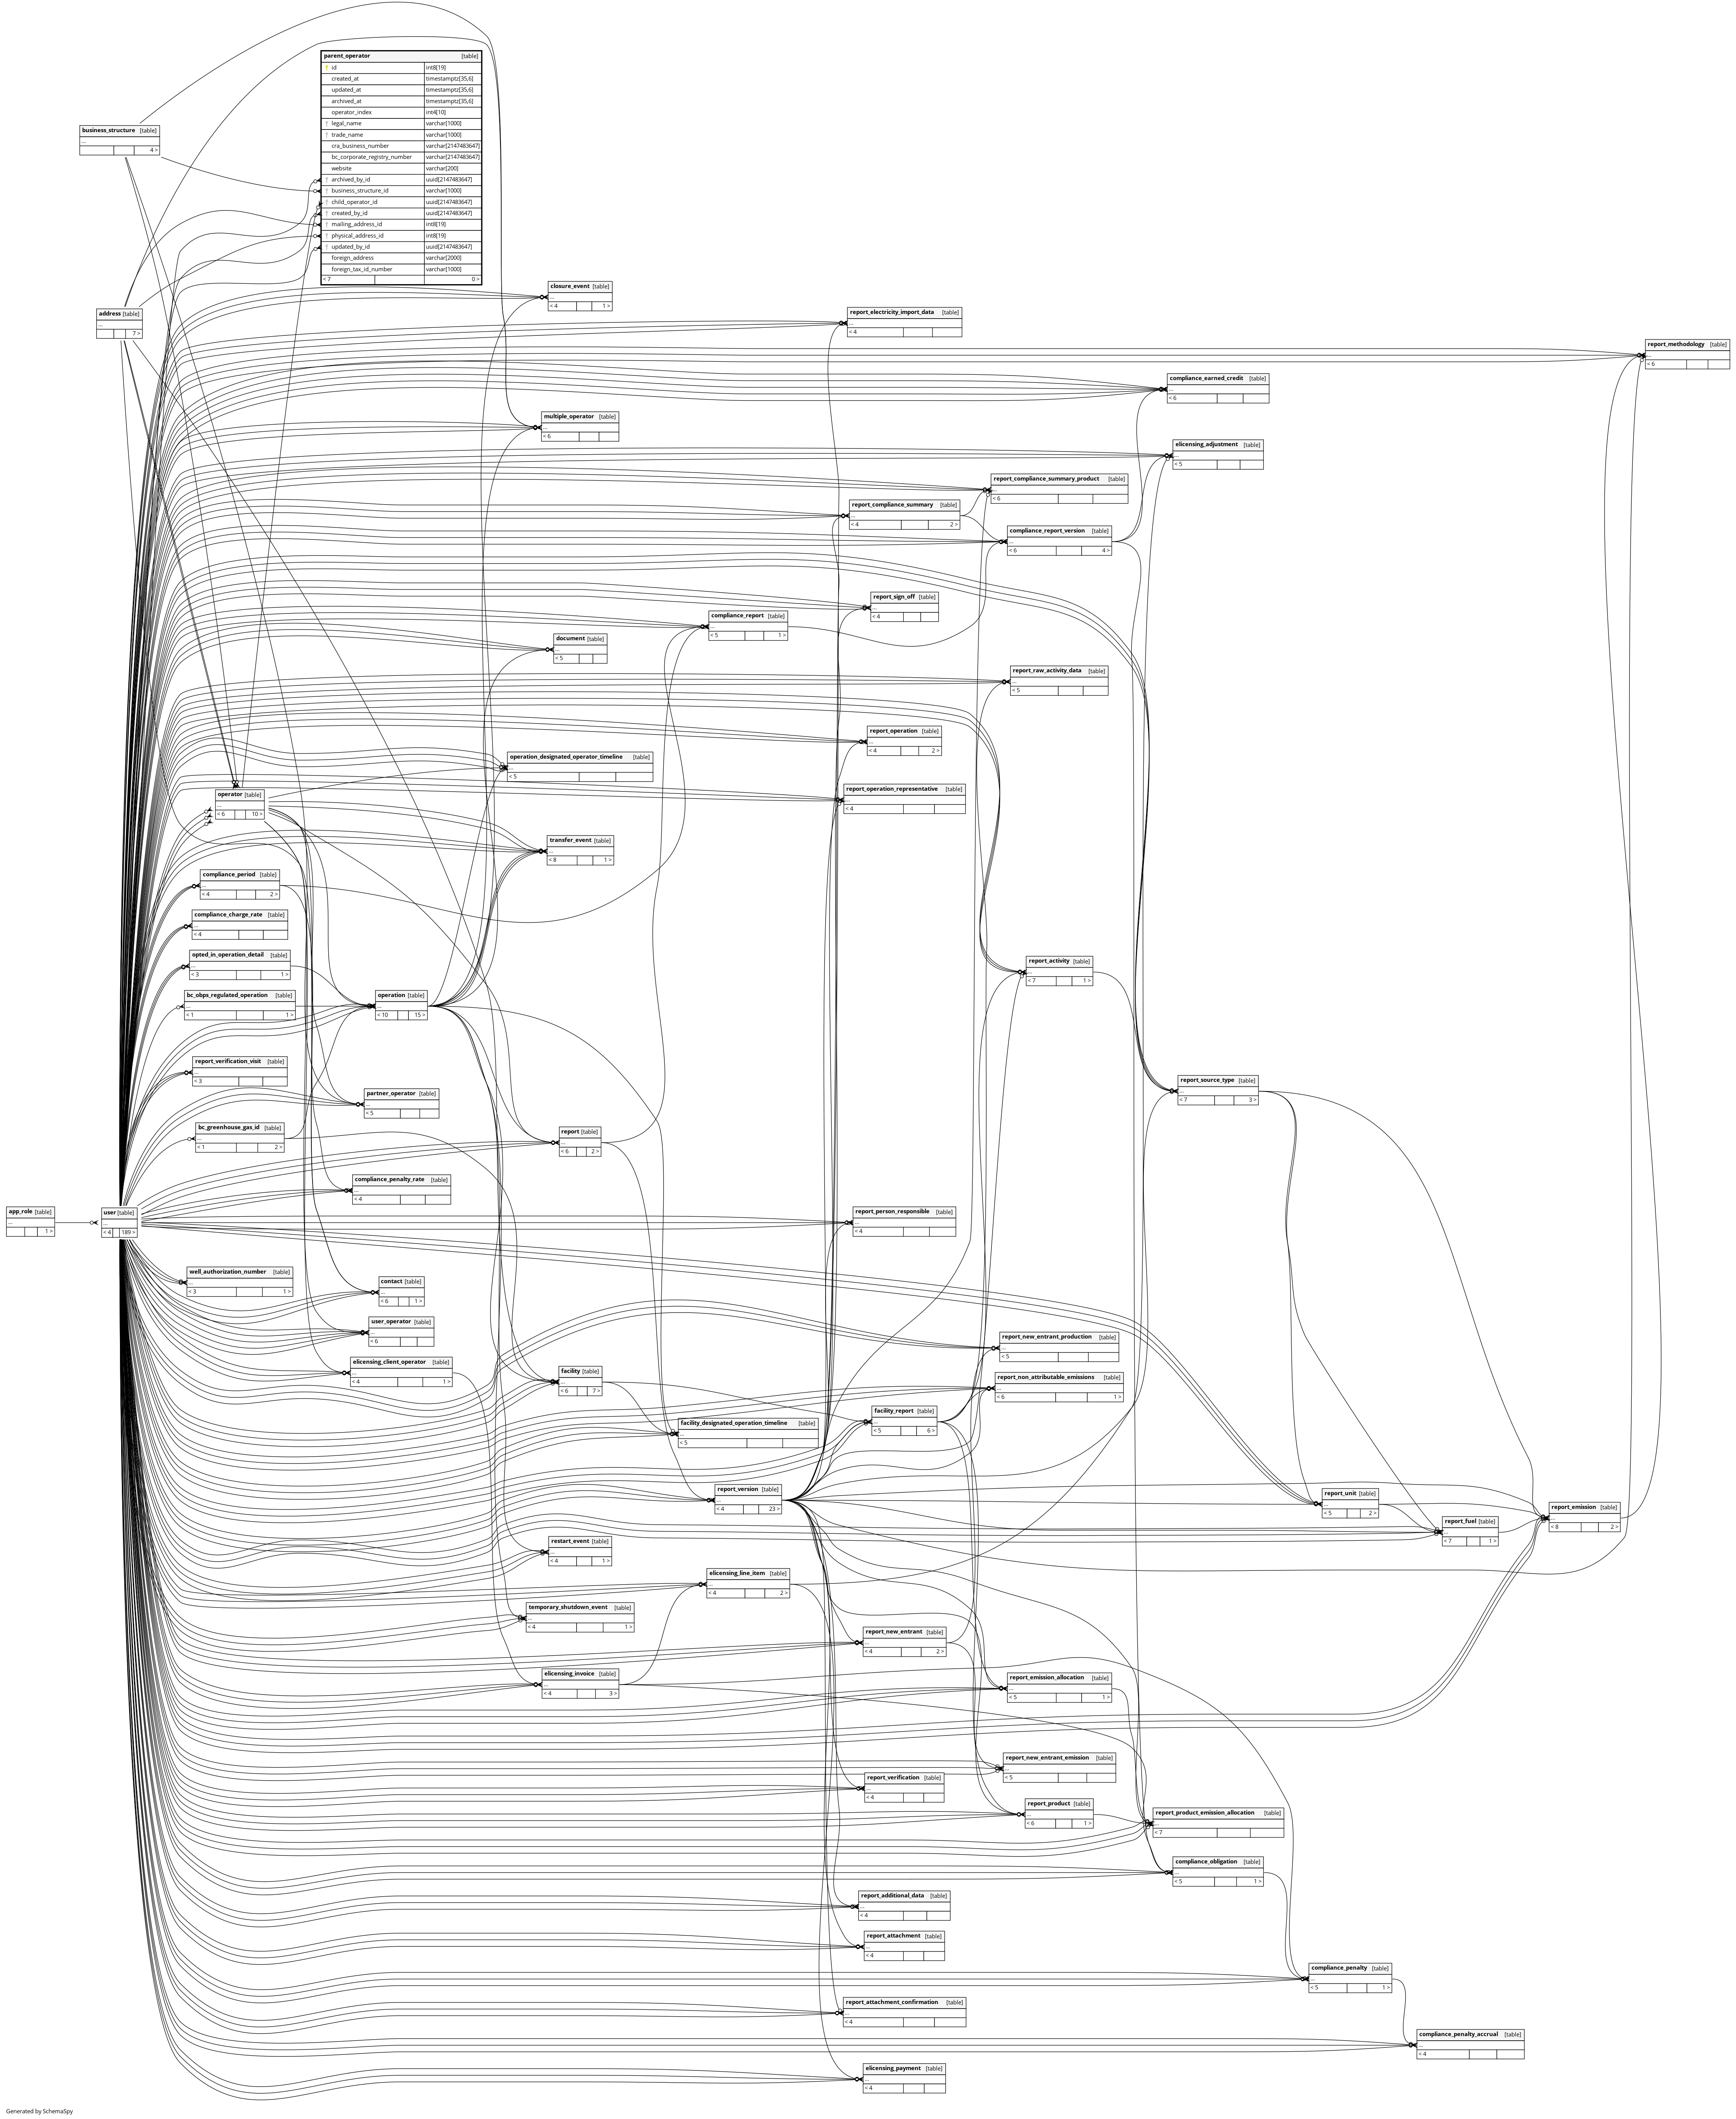 parent_operator [table]
id int8[19]
created_at timestamptz[35,6]
updated_at timestamptz[35,6]
archived_at timestamptz[35,6]
operator_index int4[10]
legal_name varchar[1000]
trade_name varchar[1000]
cra_business_number varchar[2147483647]
bc_corporate_registry_number varchar[2147483647]
website varchar[200]
archived_by_id uuid[2147483647]
business_structure_id varchar[1000]
child_operator_id uuid[2147483647]
created_by_id uuid[2147483647]
mailing_address_id int8[19]
physical_address_id int8[19]
updated_by_id uuid[2147483647]
foreign_address varchar[2000]
foreign_tax_id_number varchar[1000]
< 7 0 >
business_structure [table]
...
4 >
address [table]
...
7 >
closure_event [table]
...
< 4 1 >
report_electricity_import_data [table]
...
< 4
report_methodology [table]
...
< 6
compliance_earned_credit [table]
...
< 6
multiple_operator [table]
...
< 6
elicensing_adjustment [table]
...
< 5
report_compliance_summary_product [table]
...
< 6
report_compliance_summary [table]
...
< 4 2 >
compliance_report_version [table]
...
< 6 4 >
report_sign_off [table]
...
< 4
compliance_report [table]
...
< 5 1 >
document [table]
...
< 5
report_raw_activity_data [table]
...
< 5
report_operation [table]
...
< 4 2 >
operation_designated_operator_timeline [table]
...
< 5
report_operation_representative [table]
...
< 4
operator [table]
...
< 6 10 >
transfer_event [table]
...
< 8 1 >
compliance_period [table]
...
< 4 2 >
compliance_charge_rate [table]
...
< 4
opted_in_operation_detail [table]
...
< 3 1 >
report_activity [table]
...
< 7 1 >
bc_obps_regulated_operation [table]
...
< 1 1 >
operation [table]
...
< 10 15 >
report_verification_visit [table]
...
< 3
report_source_type [table]
...
< 7 3 >
partner_operator [table]
...
< 5
bc_greenhouse_gas_id [table]
...
< 1 2 >
report [table]
...
< 6 2 >
compliance_penalty_rate [table]
...
< 4
app_role [table]
...
1 >
user [table]
...
< 4 189 >
report_person_responsible [table]
...
< 4
well_authorization_number [table]
...
< 3 1 >
contact [table]
...
< 6 1 >
user_operator [table]
...
< 6
report_new_entrant_production [table]
...
< 5
elicensing_client_operator [table]
...
< 4 1 >
facility [table]
...
< 6 7 >
report_non_attributable_emissions [table]
...
< 6 1 >
facility_report [table]
...
< 5 6 >
facility_designated_operation_timeline [table]
...
< 5
report_version [table]
...
< 4 23 >
report_unit [table]
...
< 5 2 >
report_emission [table]
...
< 8 2 >
report_fuel [table]
...
< 7 1 >
restart_event [table]
...
< 4 1 >
elicensing_line_item [table]
...
< 4 2 >
temporary_shutdown_event [table]
...
< 4 1 >
report_new_entrant [table]
...
< 4 2 >
elicensing_invoice [table]
...
< 4 3 >
report_emission_allocation [table]
...
< 5 1 >
report_new_entrant_emission [table]
...
< 5
report_verification [table]
...
< 4
report_product [table]
...
< 6 1 >
report_product_emission_allocation [table]
...
< 7
compliance_obligation [table]
...
< 5 1 >
report_additional_data [table]
...
< 4
report_attachment [table]
...
< 4
compliance_penalty [table]
...
< 5 1 >
report_attachment_confirmation [table]
...
< 4
compliance_penalty_accrual [table]
...
< 4
elicensing_payment [table]
...
< 4
Generated by SchemaSpy